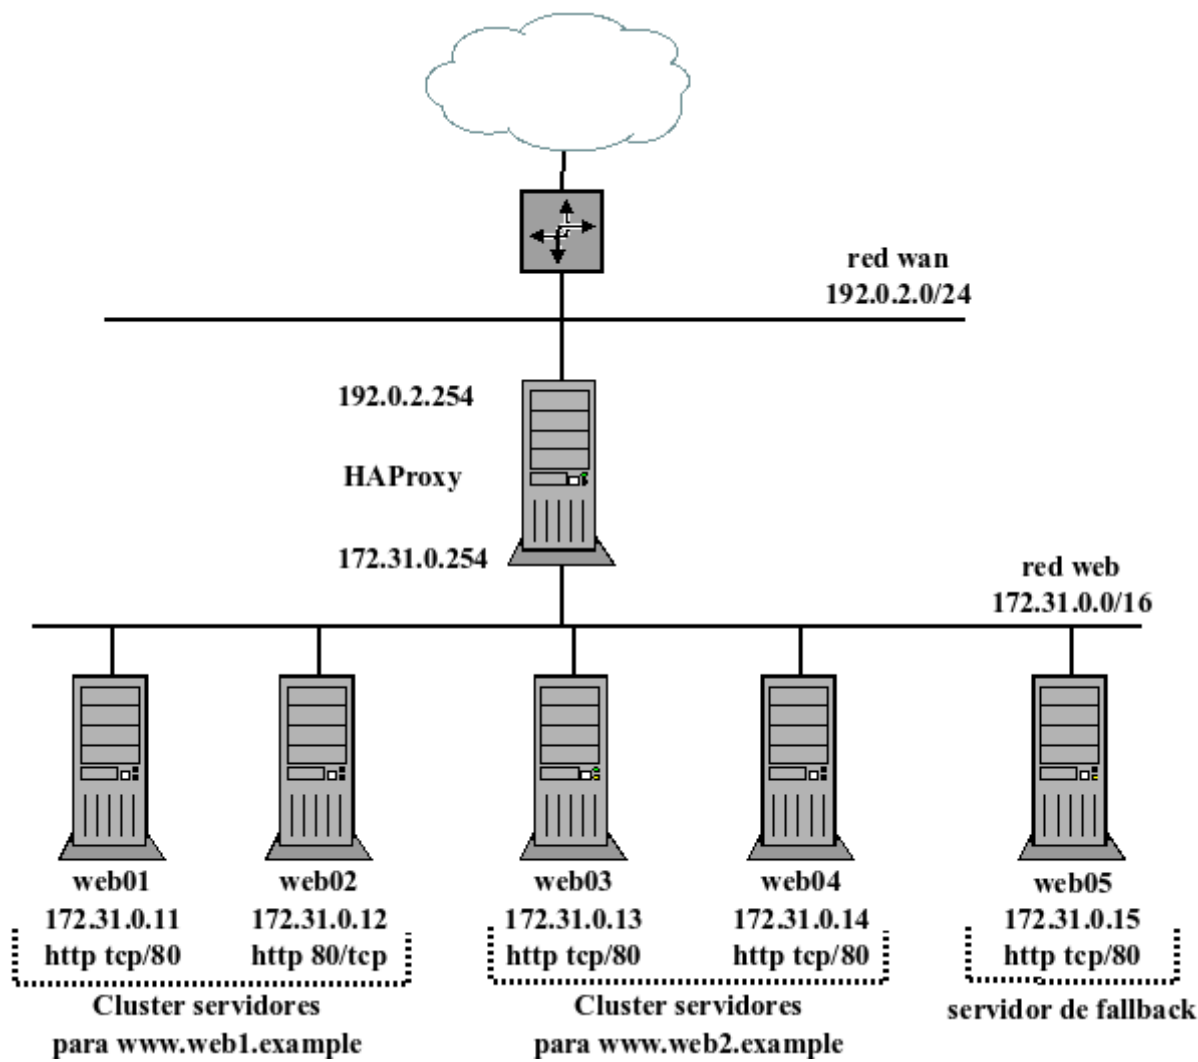 red wan
192.0.2.0/24
192.0.2.254
HAProxy
172.31.0.254
red web
172.31.0.0/16
web01
172.31.0.11
http tcp/80
web02
172.31.0.12
http 80/tcp
Cluster servidores
para www.web1.example
web03
172.31.0.13
http tcp/80
web04
172.31.0.14
http tcp/80
Cluster servidores
para www.web2.example
web05
172.31.0.15
http tcp/80
servidor de fallback